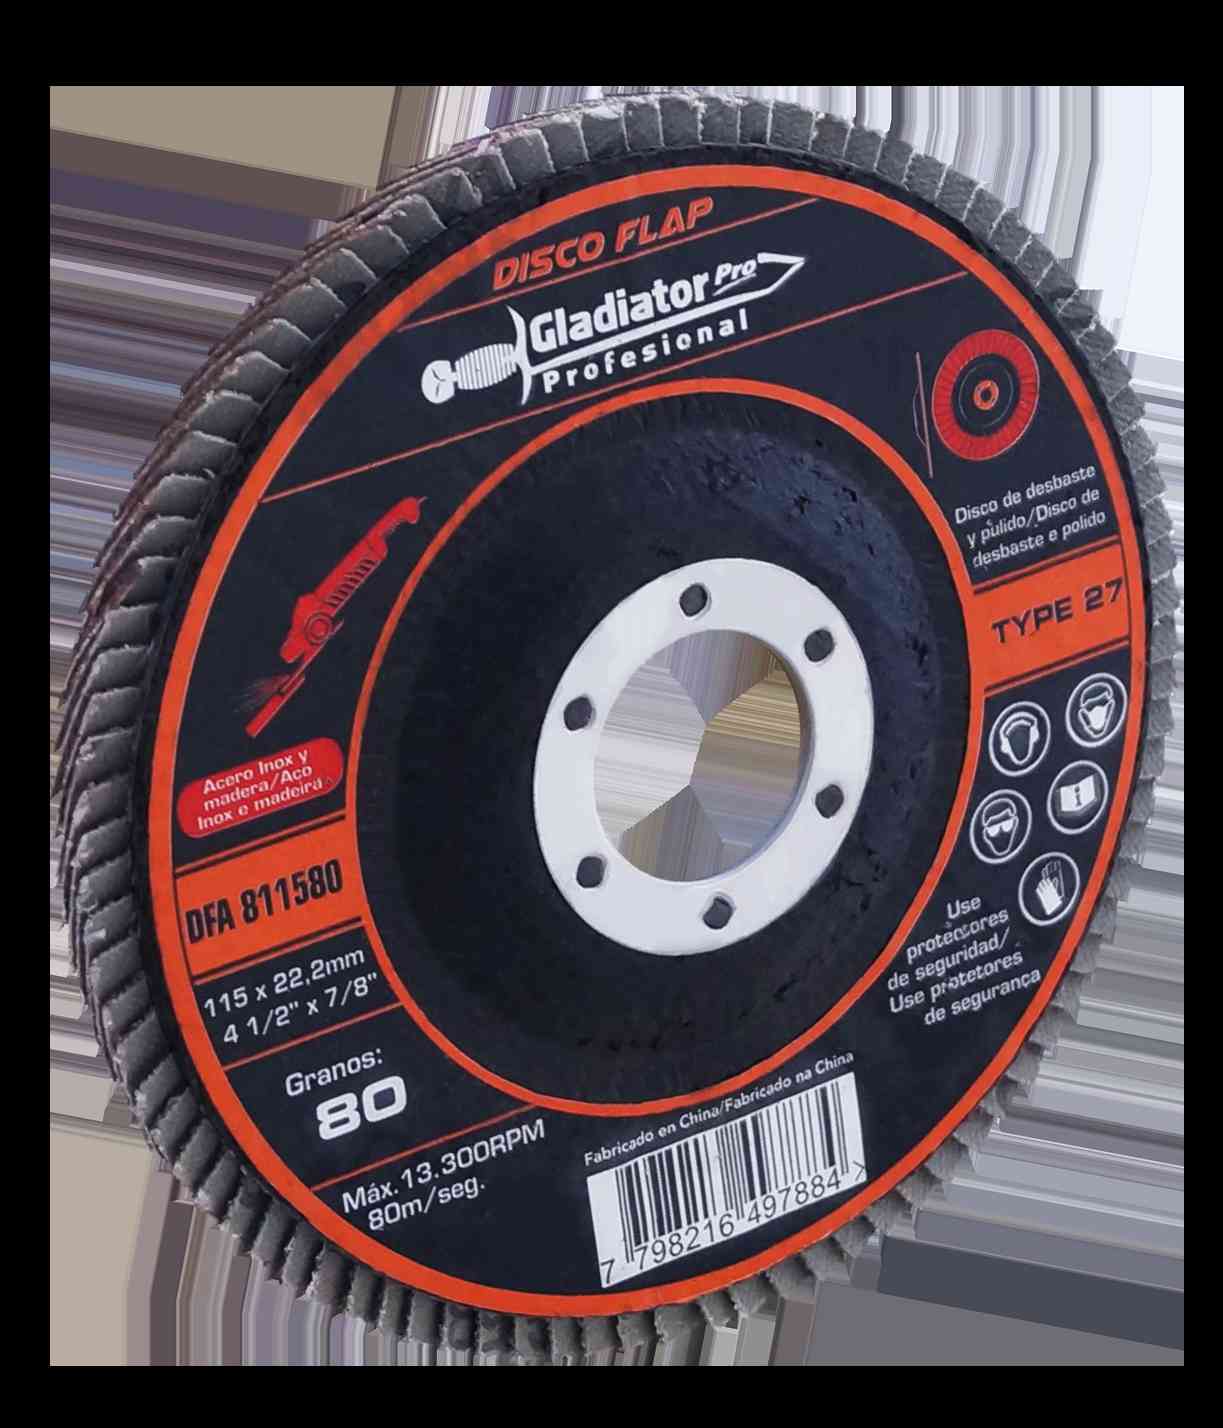 DISCO FLAP
Gladiator Pro
Profesional
Disco de desbaste
y pulido/Disco de
desbaste e polido
TYPE 27
Acero Inox y
madera/Aço
Inox e madeira
DFA 811580
115 x 22,2mm
4 1/2" x 7/8"
Granos:
80
Máx.13.300RPM
80m/seg.
Use
protectores
de seguridad/
Use protetores
de segurança
i
Fabricado en China/Fabricado na China
7 798216 497884 >